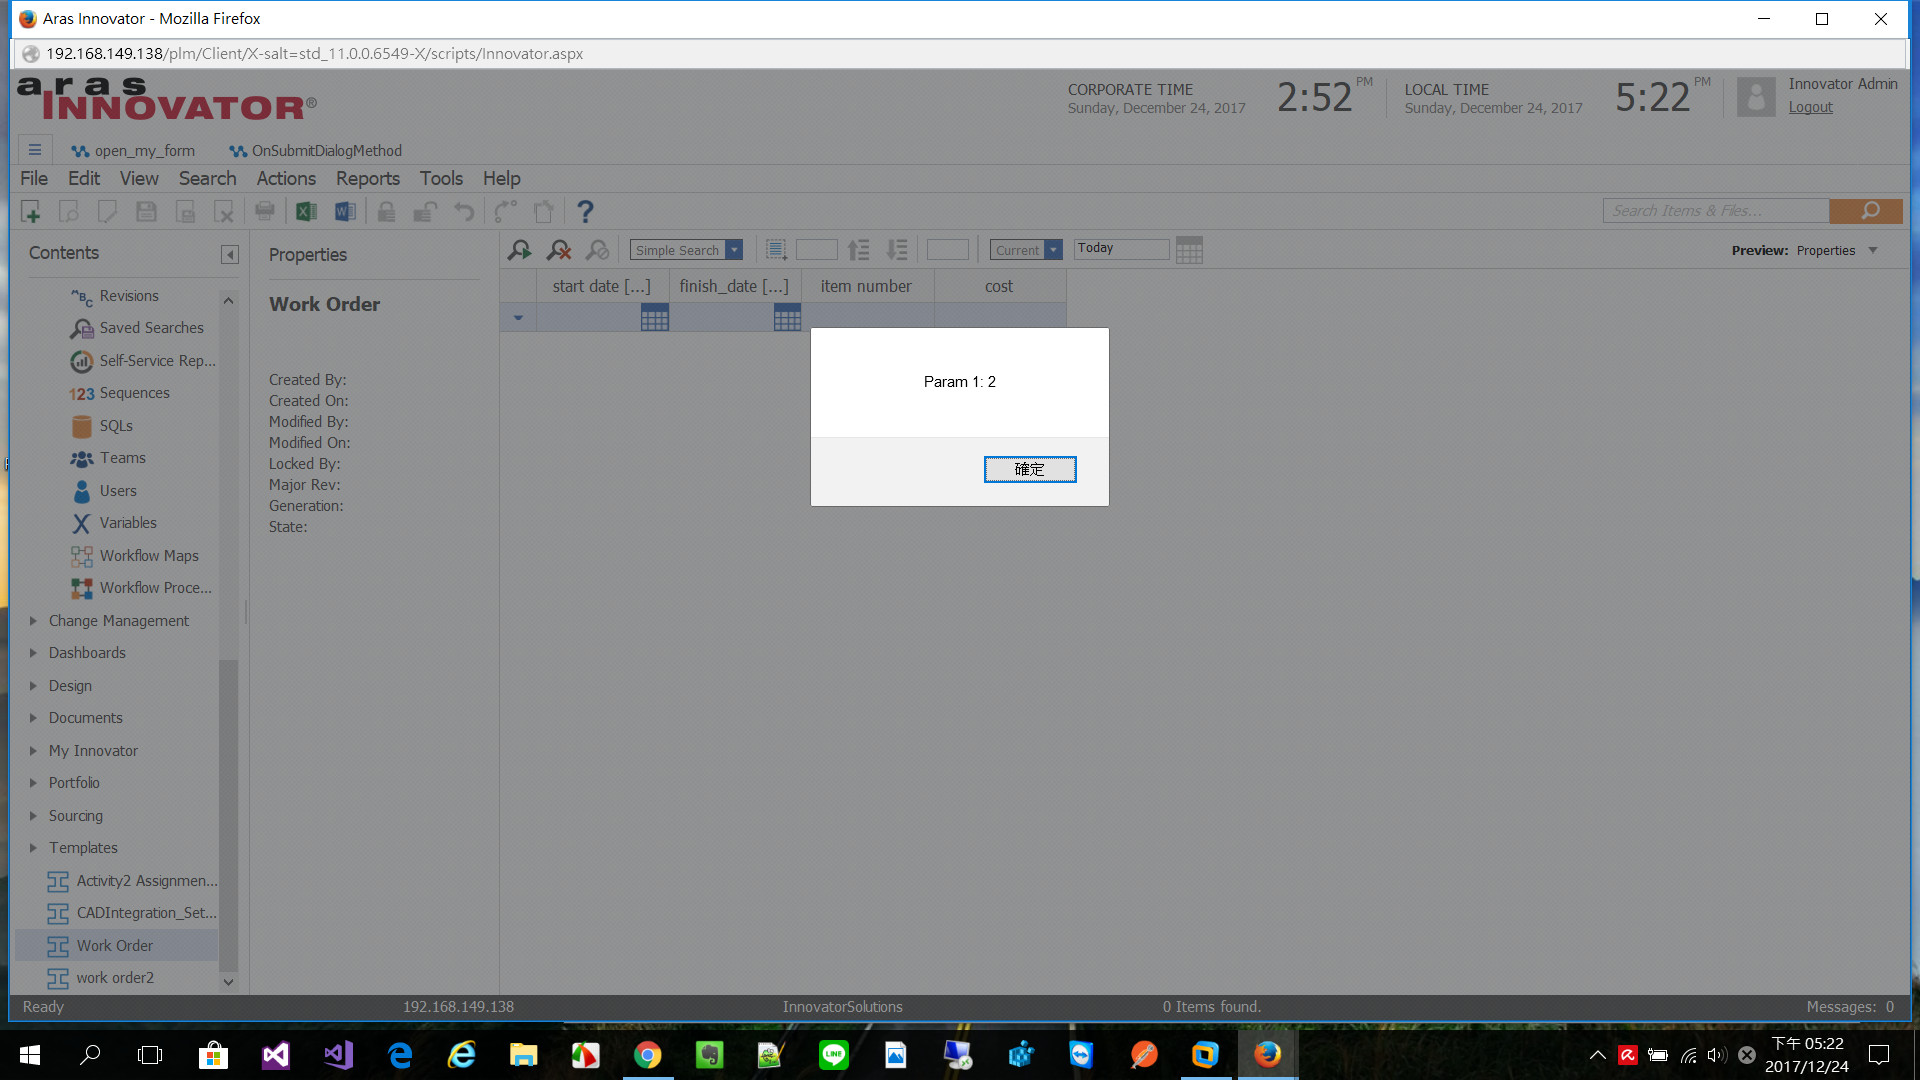 Aras Innovator - Mozilla Firefox
192.168.149.138/plm/Client/X-salt=std_11.0.0.6549-X/scripts/Innovator.aspx
aras
INNOVATOR®
CORPORATE TIME
Sunday, December 24, 2017
2:52 PM
LOCAL TIME
Sunday, December 24, 2017
5:22 PM
Innovator Admin
Logout
open_my_form
OnSubmitDialogMethod
File Edit View Search Actions Reports Tools Help
Search Items & Files...
Contents
Revisions
Saved Searches
Self-Service Rep...
123 Sequences
SQLs
Teams
Users
Variables
Workflow Maps
Workflow Proce...
Change Management
Dashboards
Design
Documents
My Innovator
Portfolio
Sourcing
Templates
Activity2 Assignmen...
CADIntegration_Set...
Work Order
work order2
Properties
Work Order
Created By:
Created On:
Modified By:
Modified On:
Locked By:
Major Rev:
Generation:
State:
Simple Search
Current
Today
Preview: Properties
start date [...] finish_date [...] item number cost
Param 1: 2
確定
Ready 192.168.149.138 InnovatorSolutions 0 Items found. Messages: 0
LINE
下午 05:22
2017/12/24